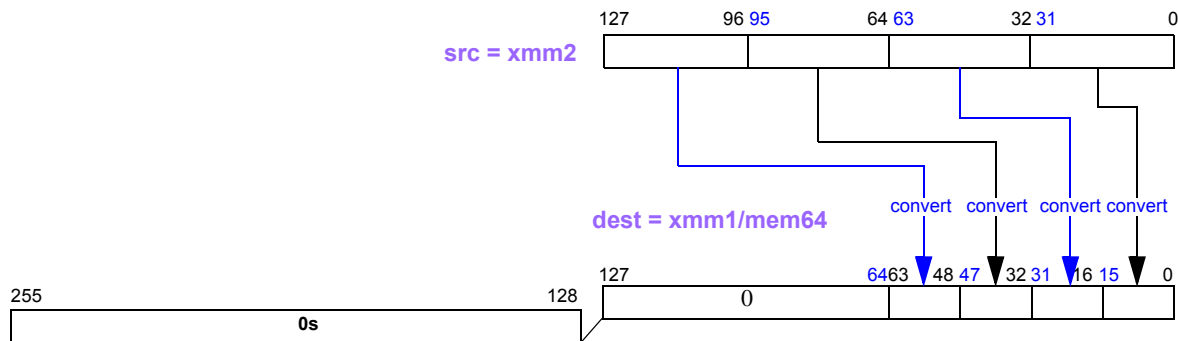 127 96 95 64 63 32 31 0
src = xmm2
convert convert convert convert
dest = xmm1/mem64
127 64 63 48 47 32 31 16 15 0
255 128
0
0s